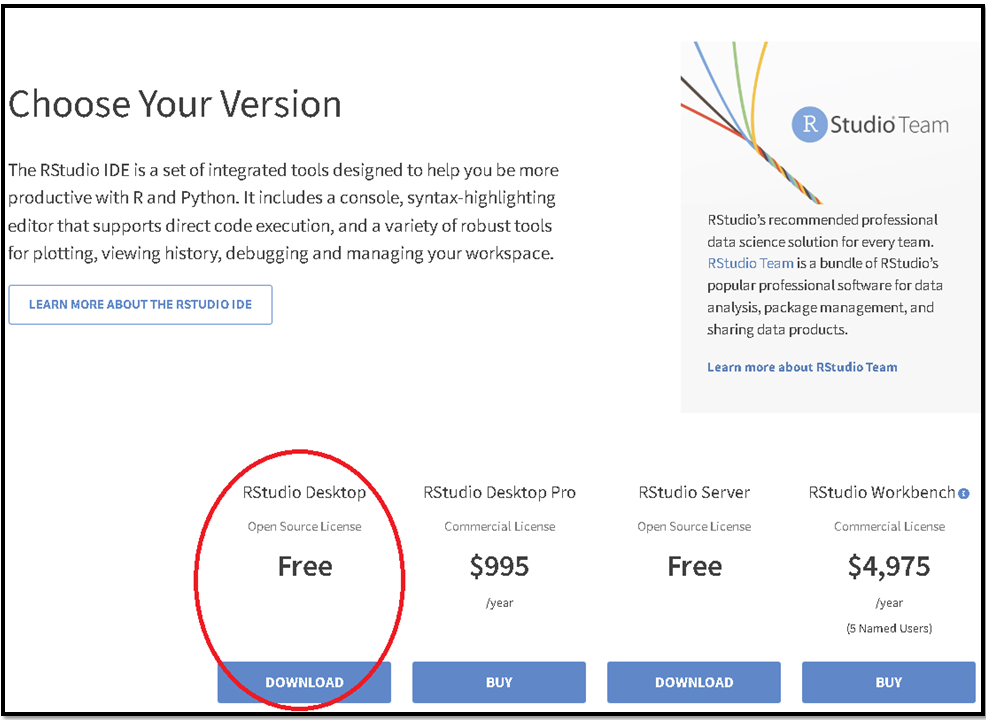 Choose Your Version
The RStudio IDE is a set of integrated tools designed to help you be more
productive with R and Python. It includes a console, syntax-highlighting
editor that supports direct code execution, and a variety of robust tools
for plotting, viewing history, debugging and managing your workspace.
LEARN MORE ABOUT THE RSTUDIO IDE
R Studio® Team
RStudio’s recommended professional
data science solution for every team.
RStudio Team is a bundle of RStudio’s
popular professional software for data
analysis, package management, and
sharing data products.
Learn more about RStudio Team
RStudio Desktop
Open Source License
Free
DOWNLOAD
RStudio Desktop Pro
Commercial License
$995
/year
BUY
RStudio Server
Open Source License
Free
DOWNLOAD
RStudio Workbench
Commercial License
$4,975
/year
(5 Named Users)
BUY